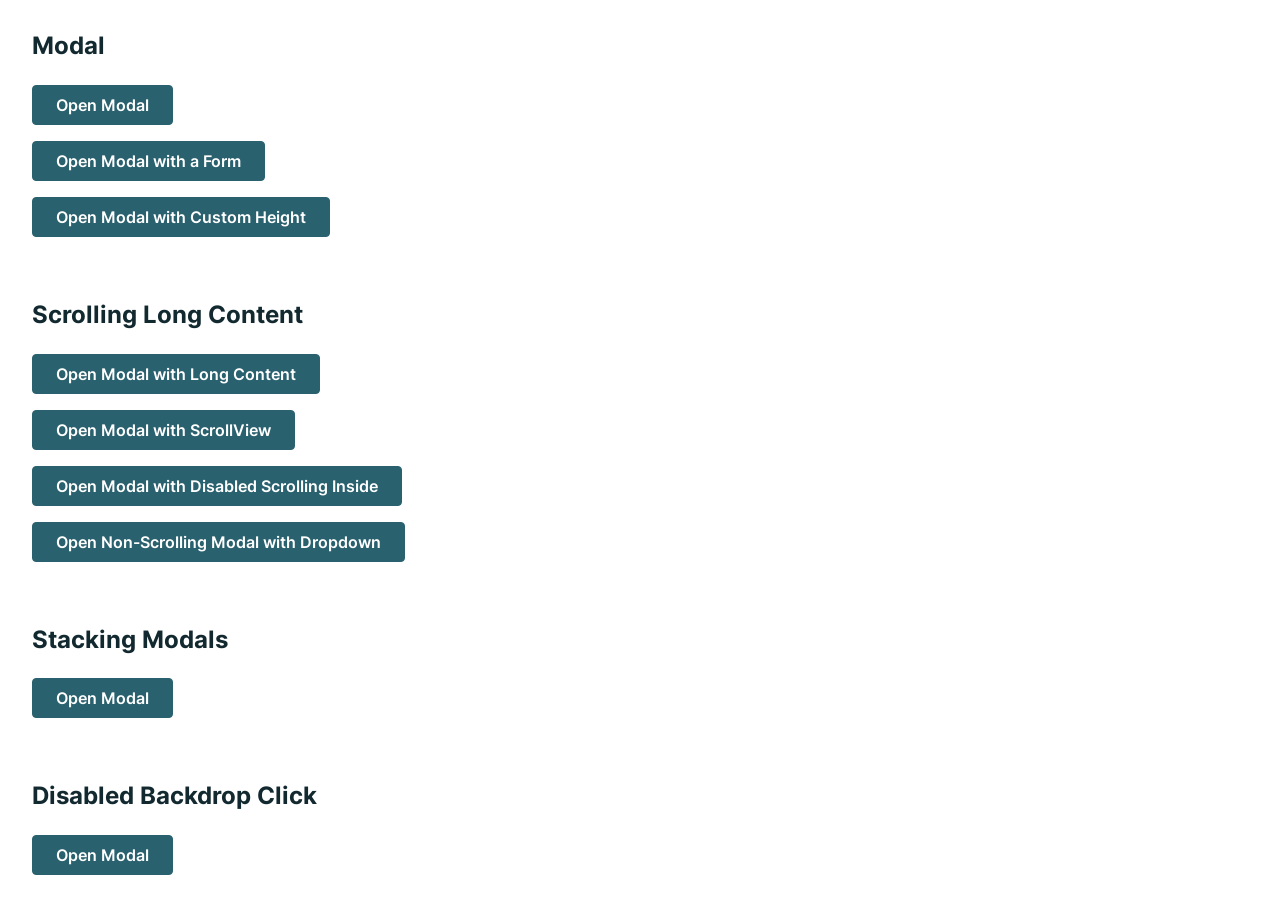 Modal
Open Modal
Open Modal with a Form
Open Modal with Custom Height
Scrolling Long Content
Open Modal with Long Content
Open Modal with ScrollView
Open Modal with Disabled Scrolling Inside
Open Non-Scrolling Modal with Dropdown
Stacking Modals
Open Modal
Disabled Backdrop Click
Open Modal